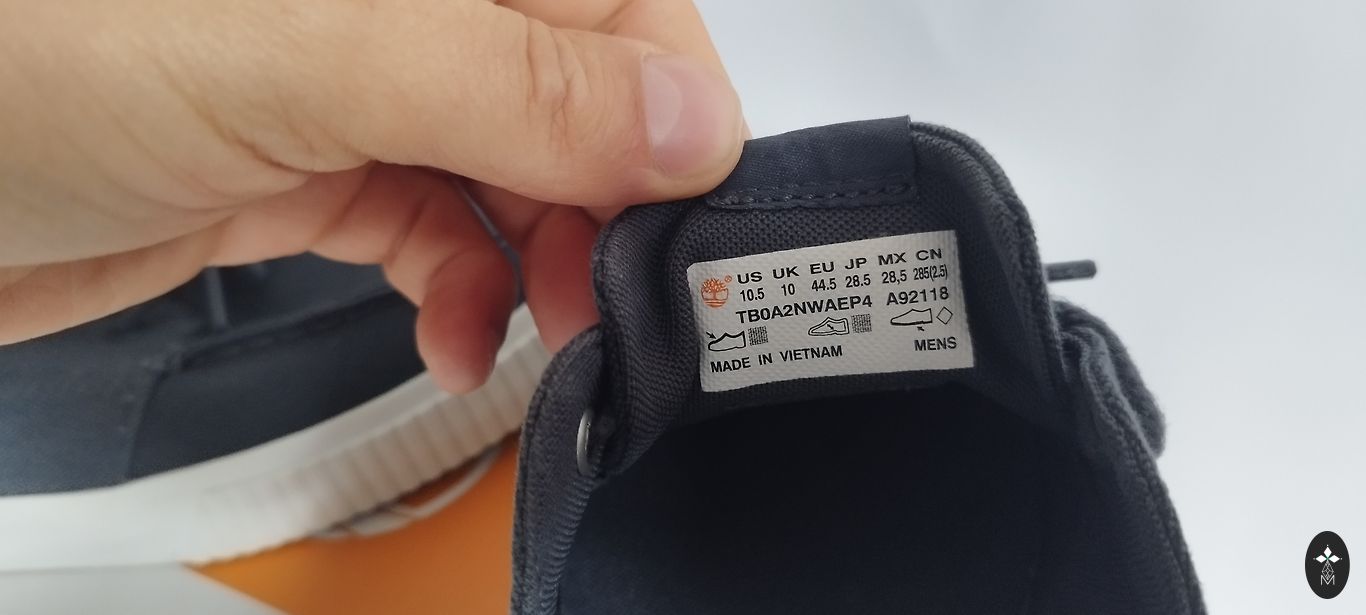 US UK EU JP MX CN
10.5 10 44.5 28.5 28,5 285(2.5)
TB0A2NWAEP4 A92118
MADE IN VIETNAM MENS
M